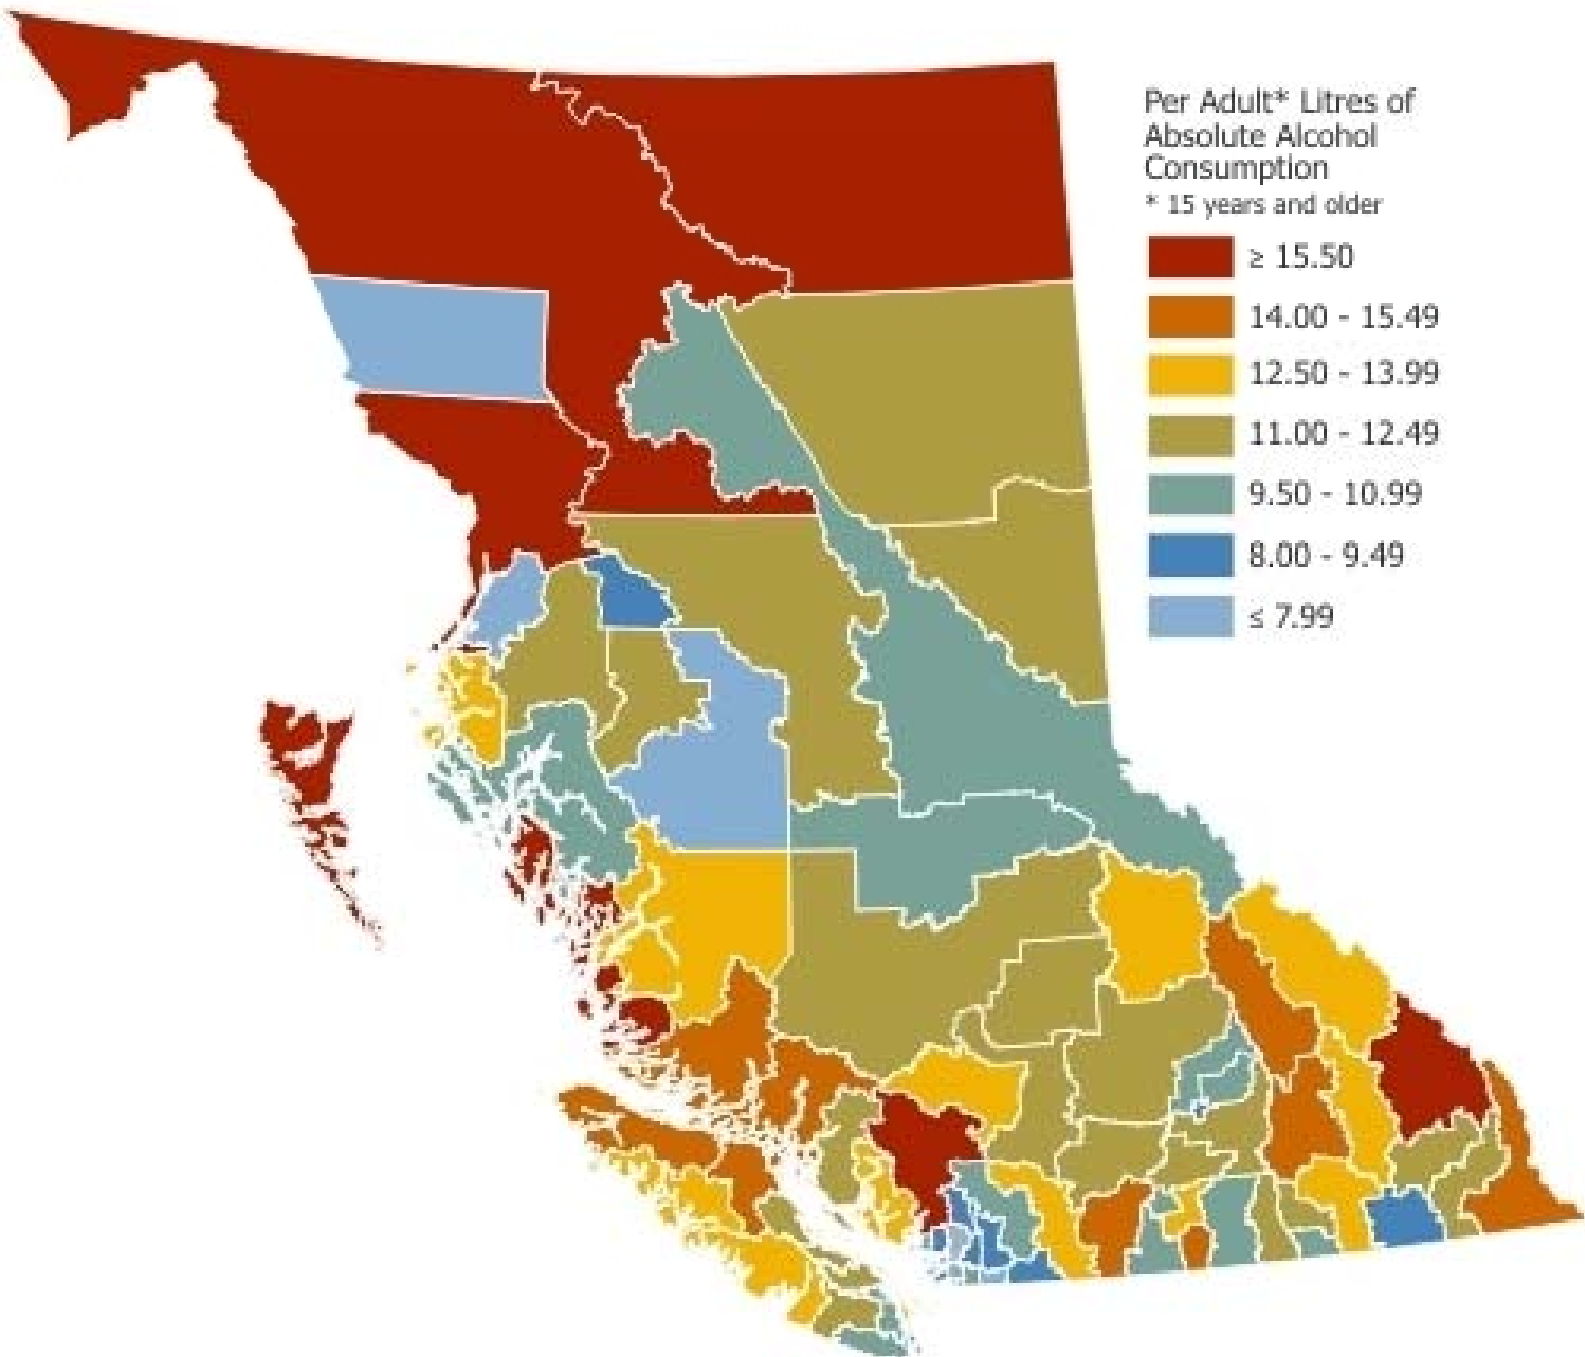 Per Adult* Litres of
Absolute Alcohol
Consumption
* 15 years and older
≥ 15.50
14.00 - 15.49
12.50 - 13.99
11.00 - 12.49
9.50 - 10.99
8.00 - 9.49
≤ 7.99